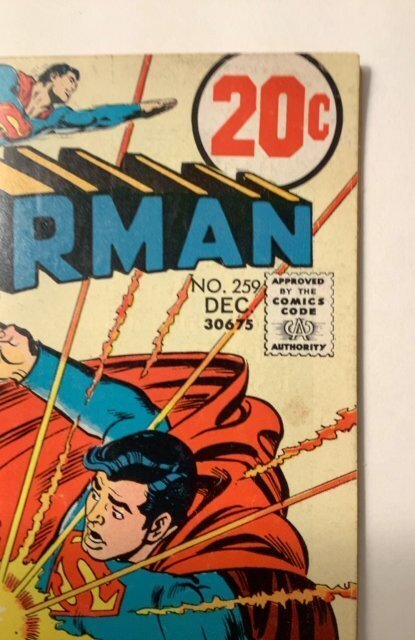 20¢
RMAN
NO. 259
DEC
30675
APPROVED
BY THE
COMICS
CODE
CA
AUTHORITY
S
S